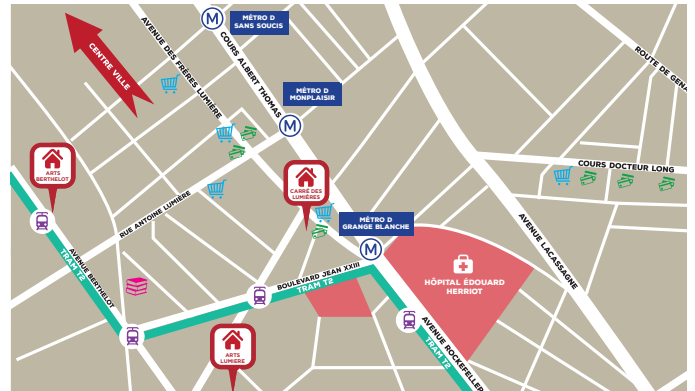 MÉTRO D
SANS SOUCIS
AVENUE DES FRÈRES LUMIÈRE
COURS ALBERT THOMAS
CENTRE VILLE
ROUTE DE GENA
MÉTRO D
MONPLAISIR
M
M
COURS DOCTEUR LONG
ARTS
BERTHELOT
CARRÉ DES
LUMIÈRES
RUE ANTOINE LUMIÈRE
MÉTRO D
GRANGE BLANCHE
M
AVENUE LACASSAGNE
AVENUE BERTHELOT
TRAM T2
BOULEVARD JEAN XXIII
TRAM T2
HÔPITAL ÉDOUARD
HERRIOT
AVENUE ROCKEFELLER
TRAM T2
ARTS
LUMIERE